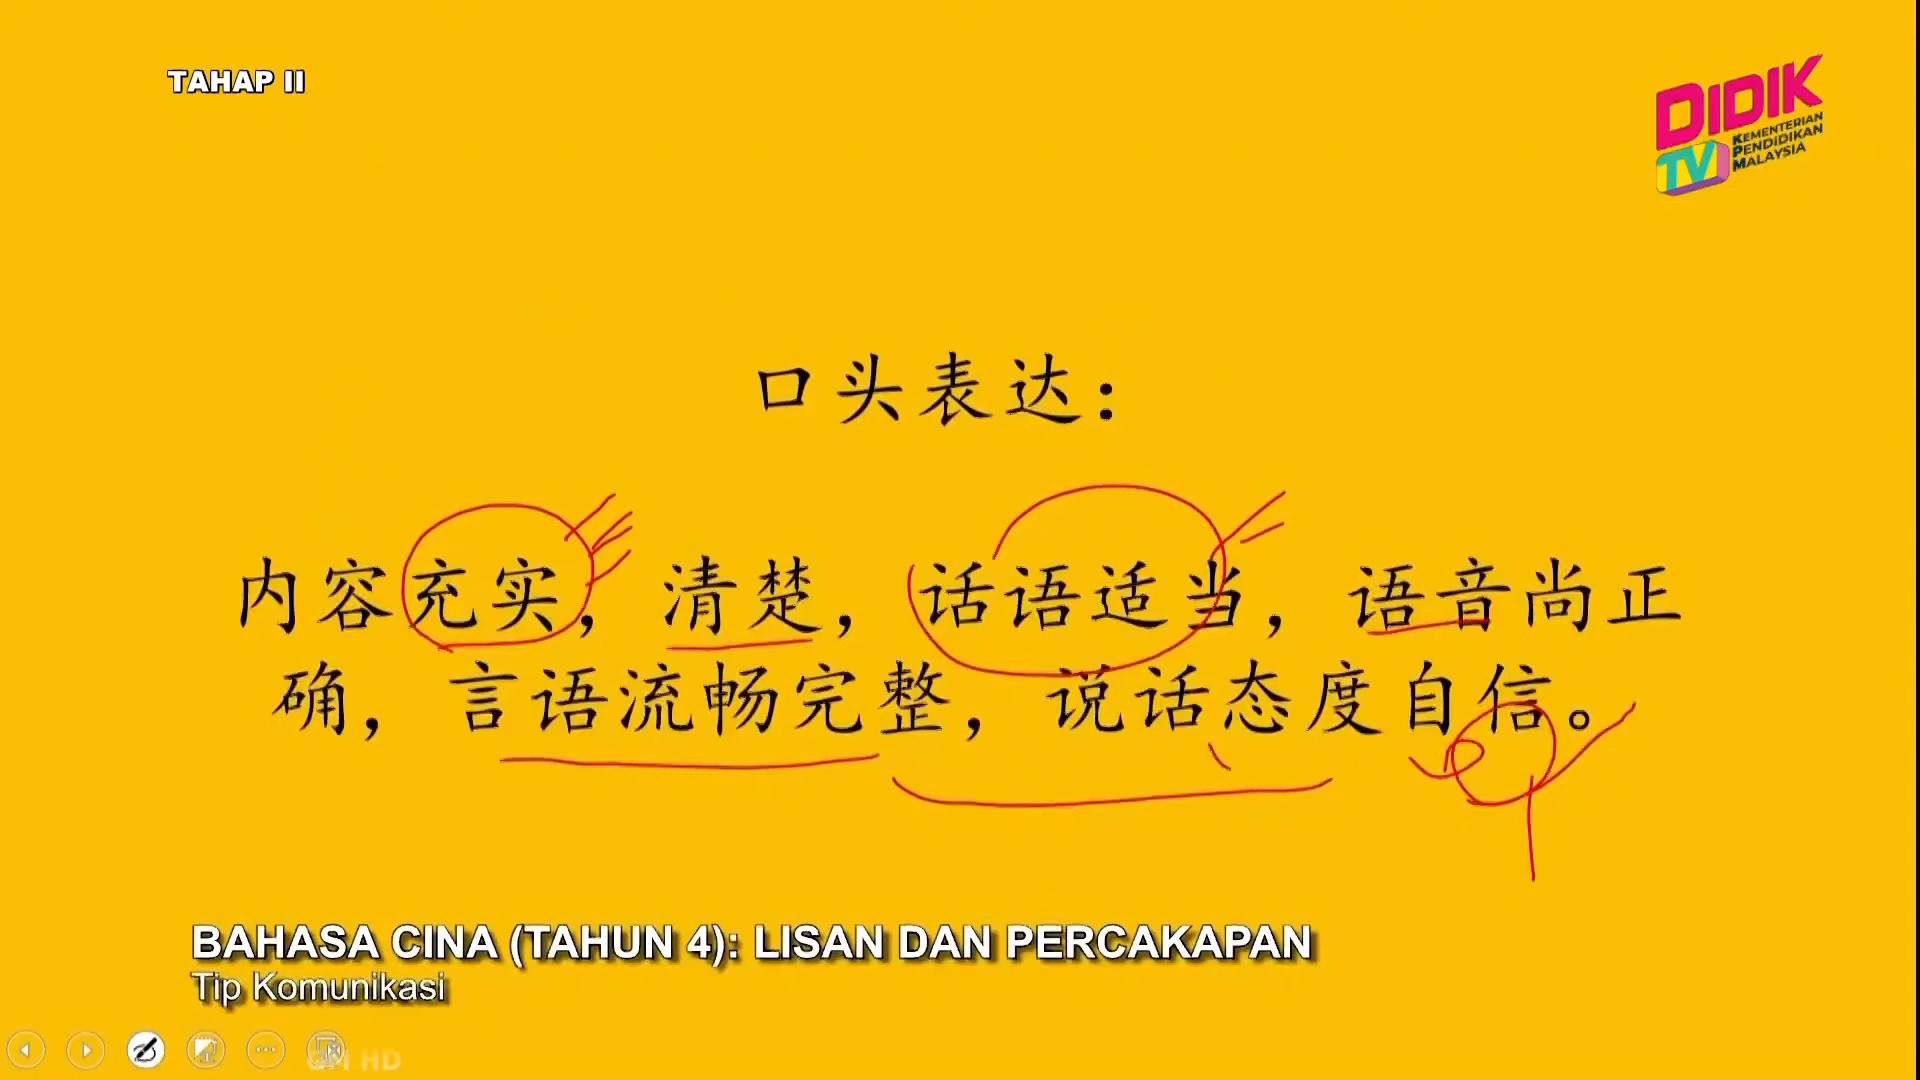 TAHAP II
DIDIK
TV
KEMENTERIAN
PENDIDIKAN
MALAYSIA
口头表达：
内容充实，清楚，话语适当，语音尚正
确，言语流畅完整，说话态度自信。
BAHASA CINA (TAHUN 4): LISAN DAN PERCAKAPAN
Tip Komunikasi
HD